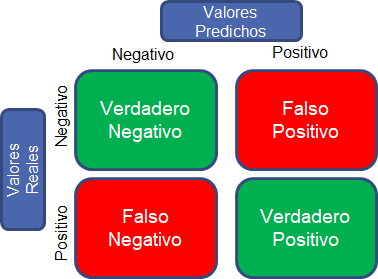 Valores
Predichos
Negativo
Positivo
Valores
Reales
Negativo
Verdadero
Negativo
Falso
Positivo
Positivo
Falso
Negativo
Verdadero
Positivo